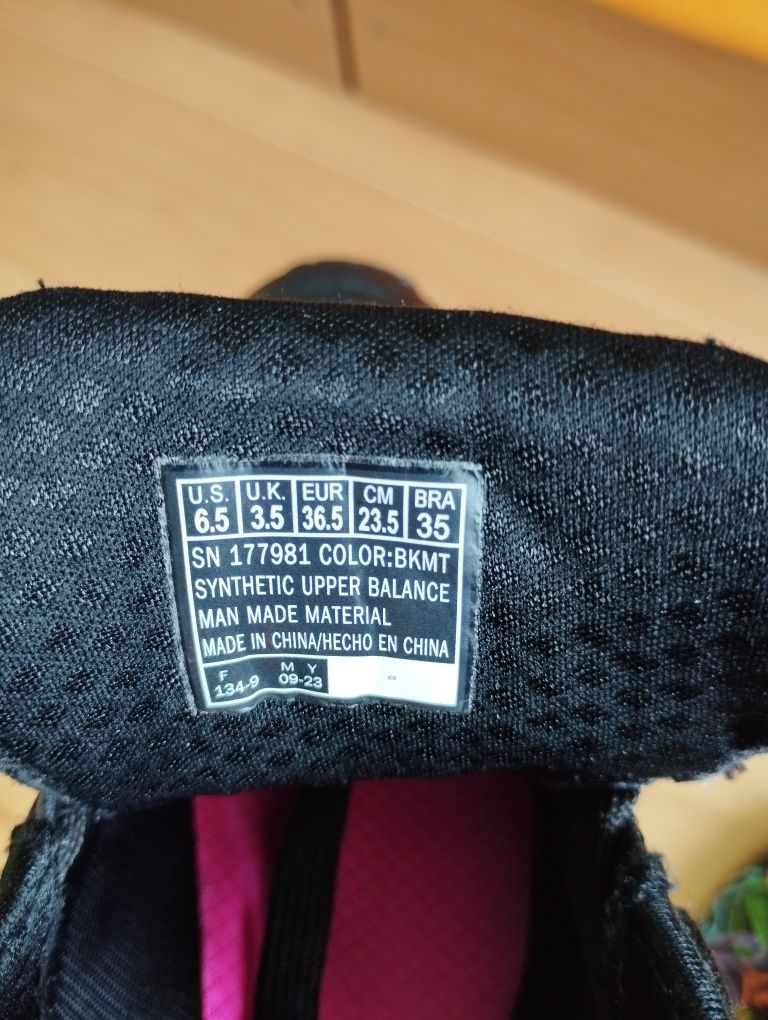 U.S. U.K. EUR CM BRA
6.5 3.5 36.5 23.5 35
SN 177981 COLOR:BKMT
SYNTHETIC UPPER BALANCE
MAN MADE MATERIAL
MADE IN CHINA/HECHO EN CHINA
F M Y
134-9 09-23